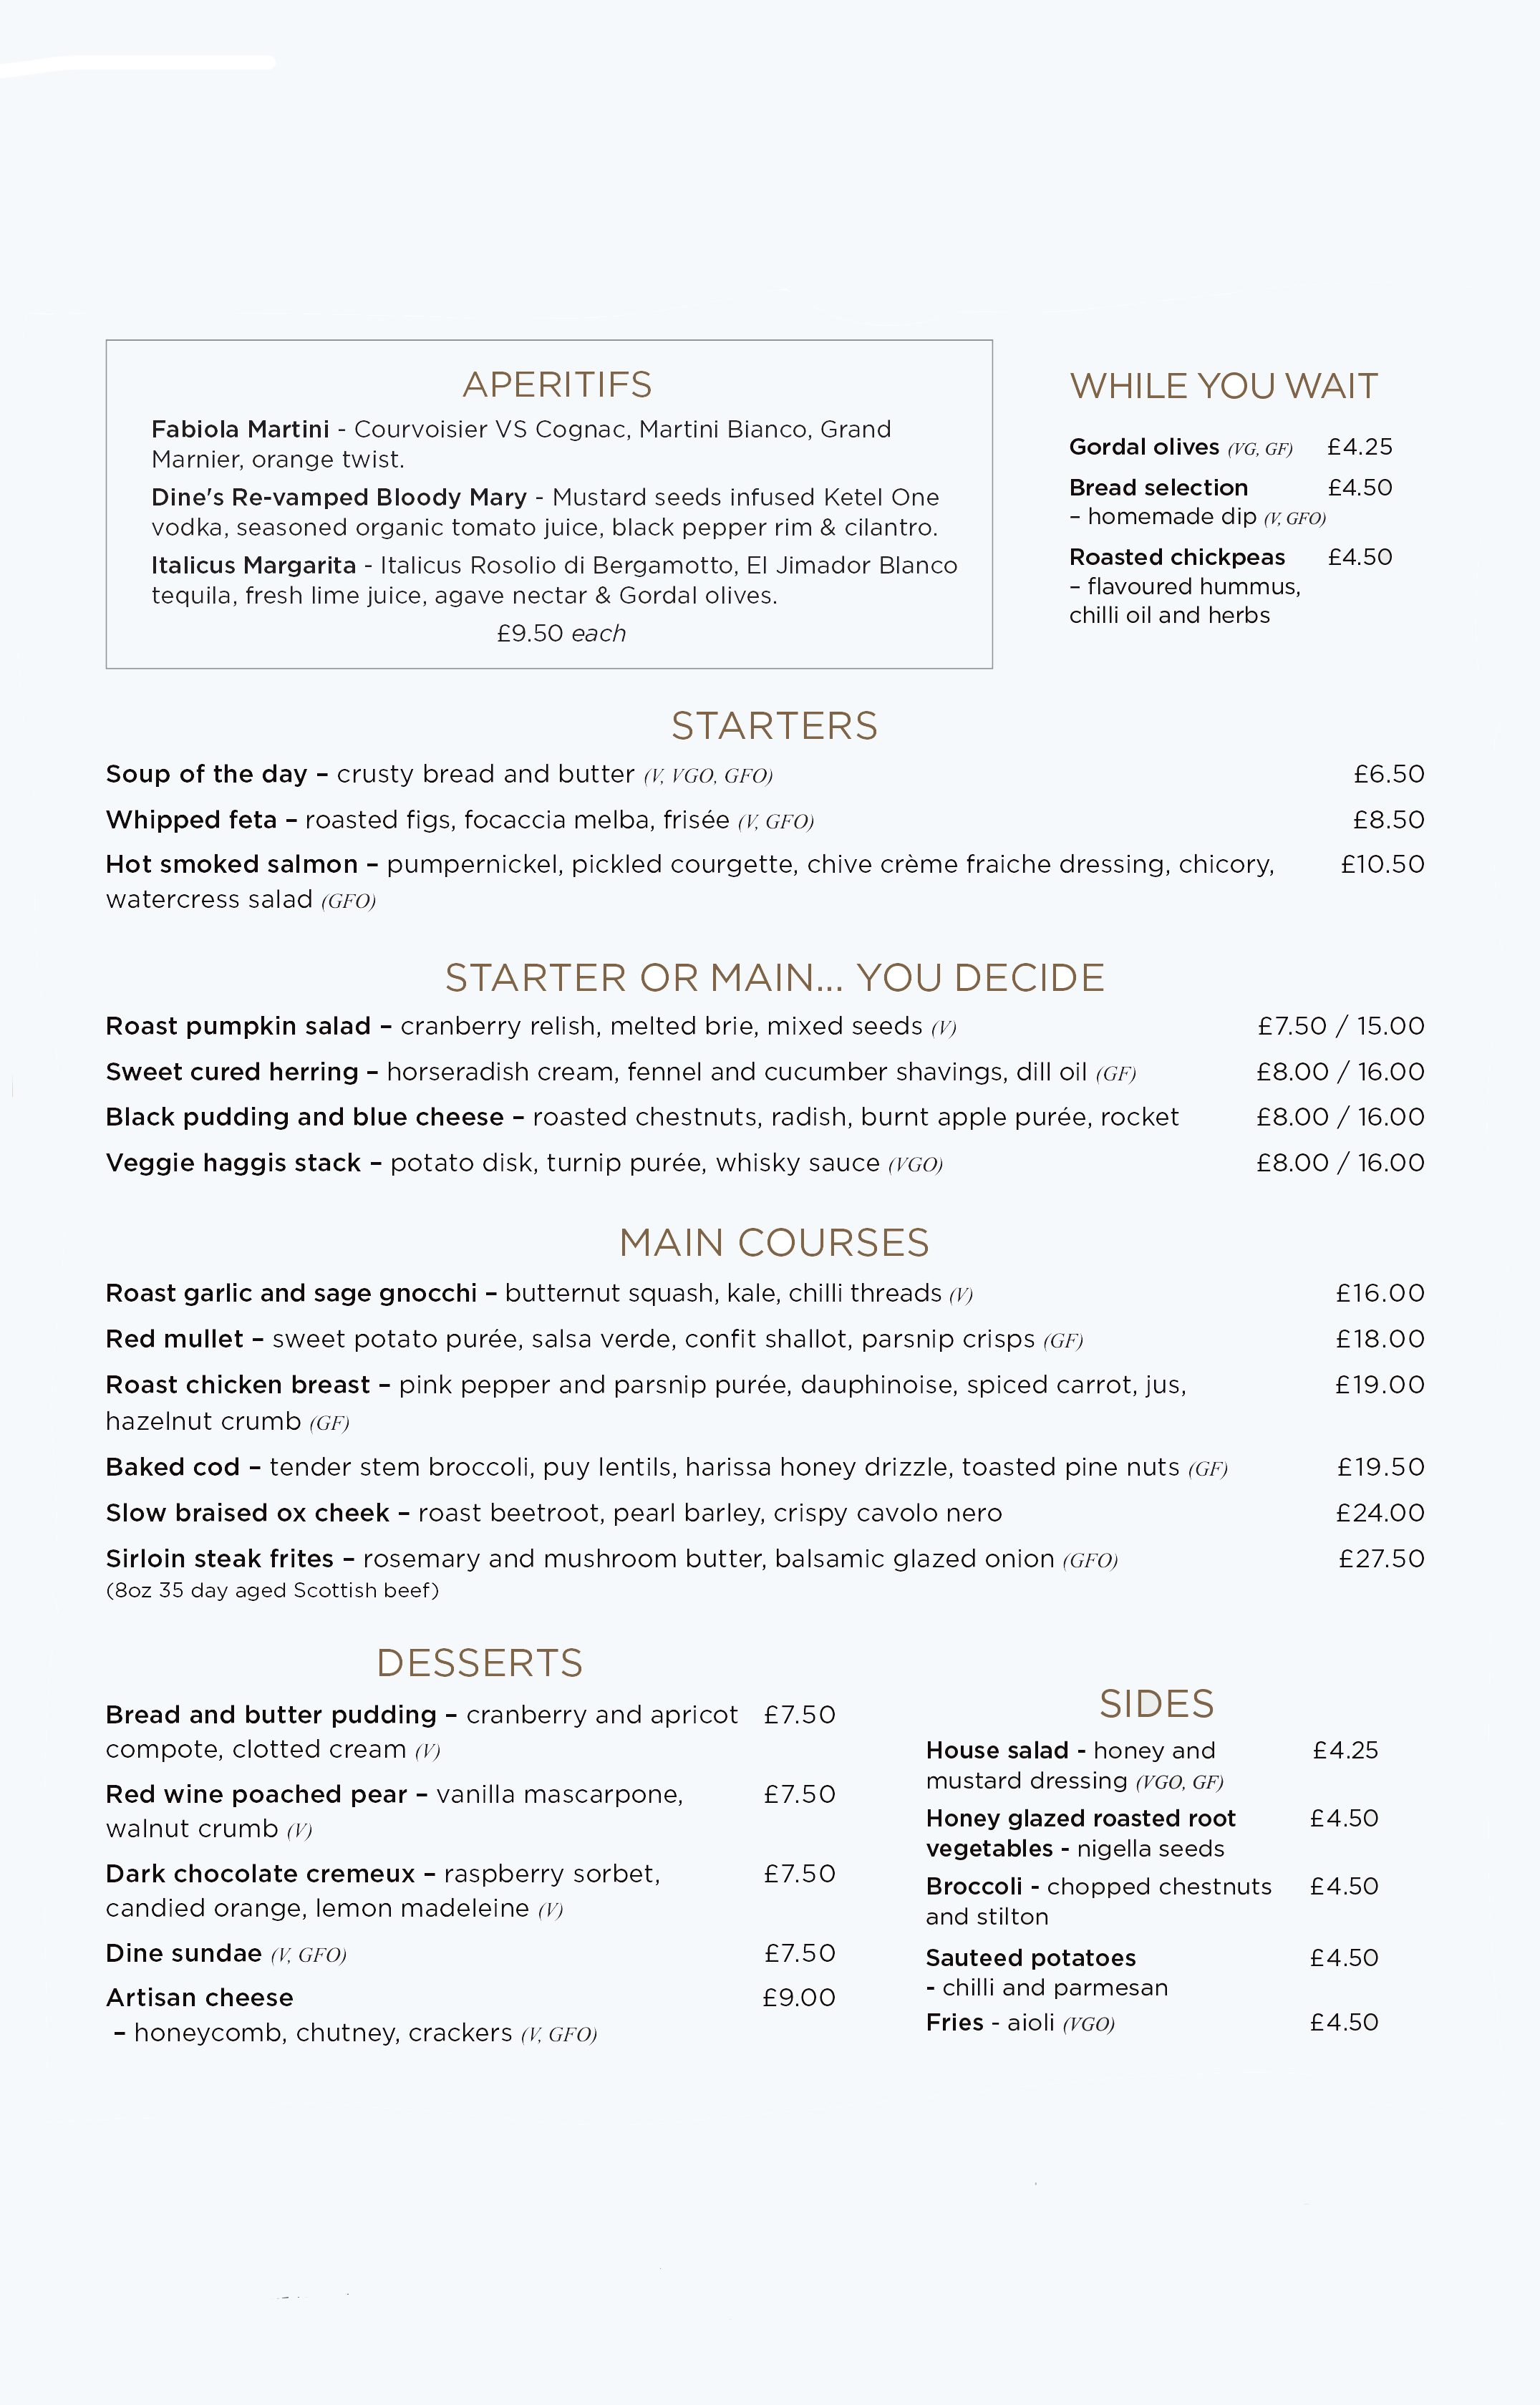 APERITIFS
Fabiola Martini - Courvoisier VS Cognac, Martini Bianco, Grand
Marnier, orange twist.
Dine's Re-vamped Bloody Mary - Mustard seeds infused Ketel One
vodka, seasoned organic tomato juice, black pepper rim & cilantro.
Italicus Margarita - Italicus Rosolio di Bergamotto, El Jimador Blanco
tequila, fresh lime juice, agave nectar & Gordal olives.
£9.50 each
WHILE YOU WAIT
Gordal olives (VG, GF) £4.25
Bread selection £4.50
– homemade dip (V, GFO)
Roasted chickpeas £4.50
– flavoured hummus,
chilli oil and herbs
STARTERS
Soup of the day – crusty bread and butter (V, VGO, GFO) £6.50
Whipped feta – roasted figs, focaccia melba, frisée (V, GFO) £8.50
Hot smoked salmon – pumpernickel, pickled courgette, chive crème fraiche dressing, chicory, £10.50
watercress salad (GFO)
STARTER OR MAIN... YOU DECIDE
Roast pumpkin salad – cranberry relish, melted brie, mixed seeds (V) £7.50 / 15.00
Sweet cured herring – horseradish cream, fennel and cucumber shavings, dill oil (GF) £8.00 / 16.00
Black pudding and blue cheese – roasted chestnuts, radish, burnt apple purée, rocket £8.00 / 16.00
Veggie haggis stack – potato disk, turnip purée, whisky sauce (VGO) £8.00 / 16.00
MAIN COURSES
Roast garlic and sage gnocchi – butternut squash, kale, chilli threads (V) £16.00
Red mullet – sweet potato purée, salsa verde, confit shallot, parsnip crisps (GF) £18.00
Roast chicken breast – pink pepper and parsnip purée, dauphinoise, spiced carrot, jus, £19.00
hazelnut crumb (GF)
Baked cod – tender stem broccoli, puy lentils, harissa honey drizzle, toasted pine nuts (GF) £19.50
Slow braised ox cheek – roast beetroot, pearl barley, crispy cavolo nero £24.00
Sirloin steak frites – rosemary and mushroom butter, balsamic glazed onion (GFO) £27.50
(8oz 35 day aged Scottish beef)
DESSERTS
Bread and butter pudding – cranberry and apricot £7.50
compote, clotted cream (V)
Red wine poached pear – vanilla mascarpone, £7.50
walnut crumb (V)
Dark chocolate cremeux – raspberry sorbet, £7.50
candied orange, lemon madeleine (V)
Dine sundae (V, GFO) £7.50
Artisan cheese £9.00
– honeycomb, chutney, crackers (V, GFO)
SIDES
House salad - honey and £4.25
mustard dressing (VGO, GF)
Honey glazed roasted root £4.50
vegetables - nigella seeds
Broccoli - chopped chestnuts £4.50
and stilton
Sauteed potatoes £4.50
- chilli and parmesan
Fries - aioli (VGO) £4.50